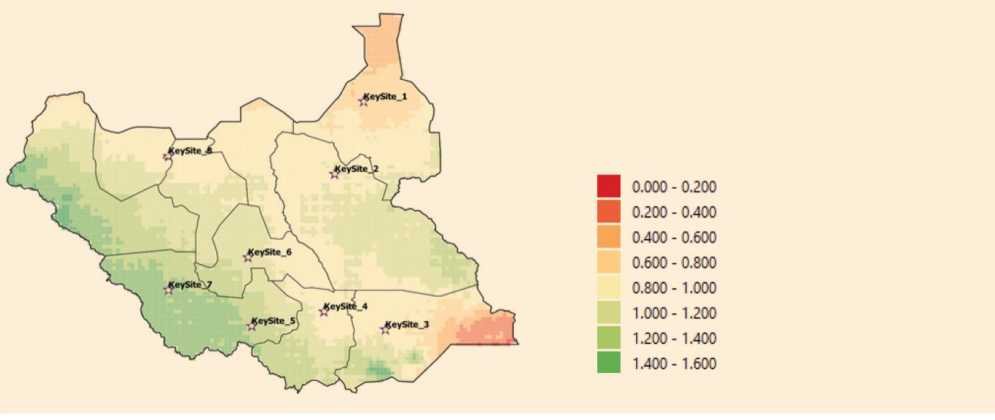 KeySite_1
KeySite_8
KeySite_2
KeySite_6
KeySite_7
KeySite_4
KeySite_5
KeySite_3
0.000 - 0.200
0.200 - 0.400
0.400 - 0.600
0.600 - 0.800
0.800 - 1.000
1.000 - 1.200
1.200 - 1.400
1.400 - 1.600